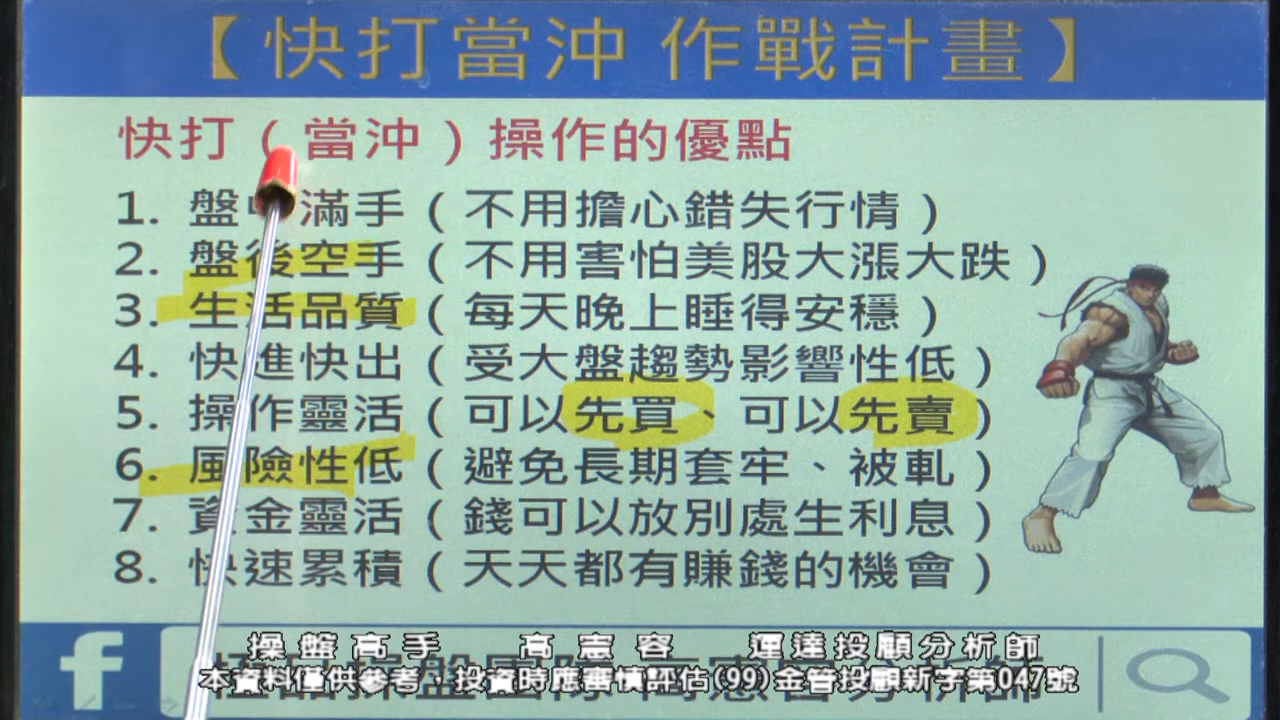 【快打當沖 作戰計畫】
快打（當沖）操作的優點
1. 盤中滿手（不用擔心錯失行情）
2. 盤後空手（不用害怕美股大漲大跌）
3. 生活品質（每天晚上睡得安穩）
4. 快進快出（受大盤趨勢影響性低）
5. 操作靈活（可以先買、可以先賣）
6. 風險性低（避免長期套牢、被軋）
7. 資金靈活（錢可以放別處生利息）
8. 快速累積（天天都有賺錢的機會）
f
操盤高手 高憲容 運達投顧分析師
本資料僅供參考，投資時應審慎評估(99)金管投顧新字第047號